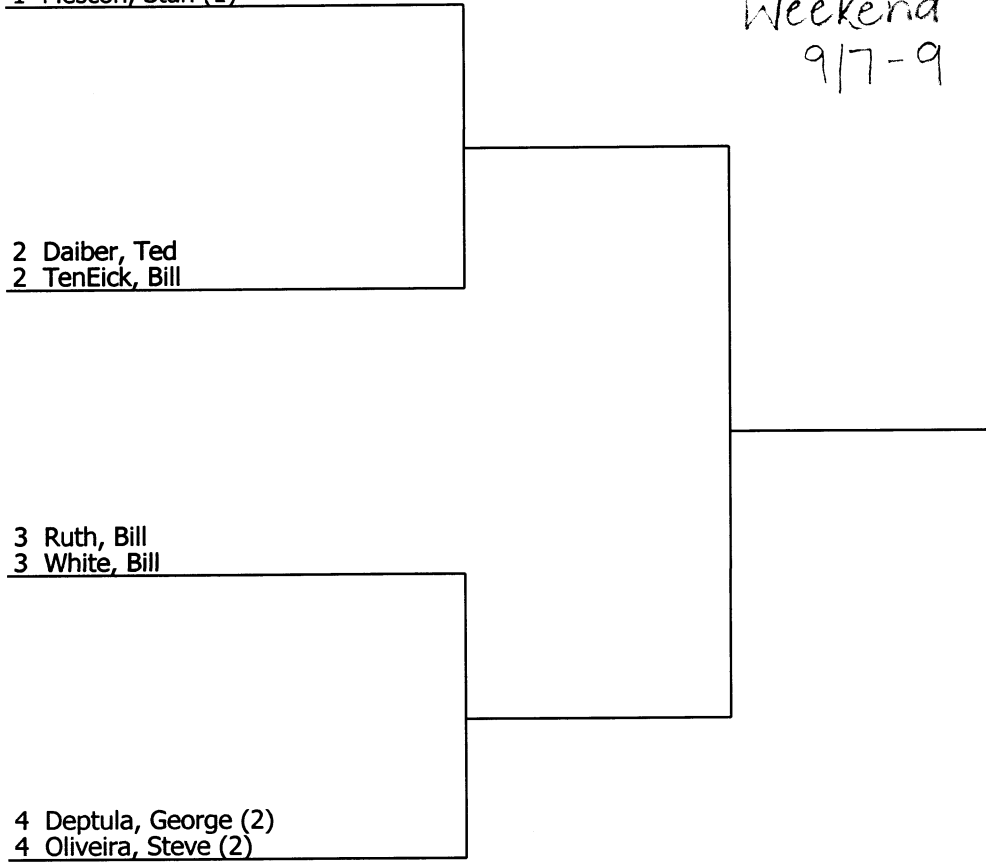 Weekend
9/7-9
2 Daiber, Ted
2 TenEick, Bill
3 Ruth, Bill
3 White, Bill
4 Deptula, George (2)
4 Oliveira, Steve (2)